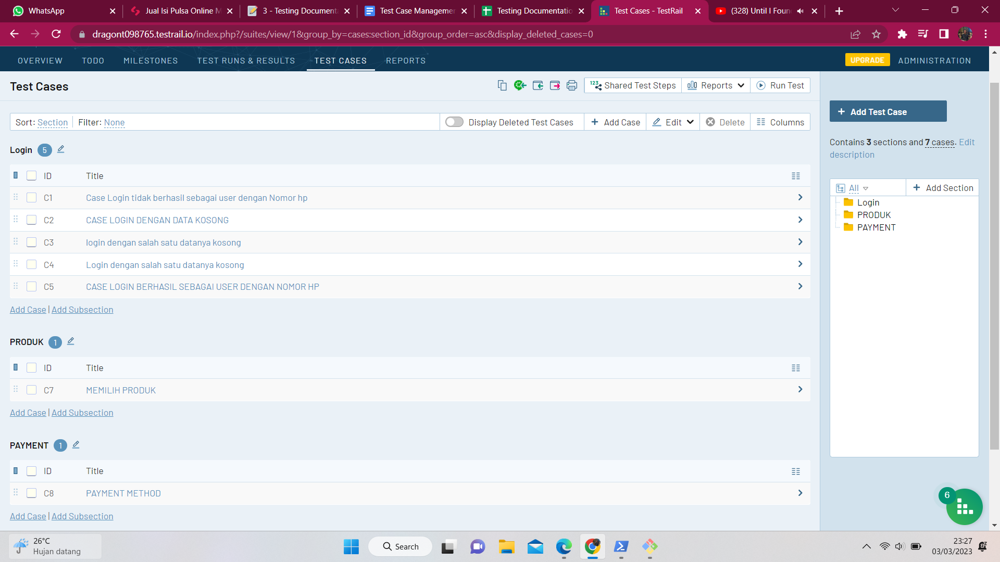 WhatsApp
Jual Isi Pulsa Online M
3 - Testing Documenta
Test Case Managemen
Testing Documentatio
Test Cases - TestRail
(328) Until I Foun
dragont098765.testrail.io/index.php?/suites/view/1&group_by=cases:section_id&group_order=asc&display_deleted_cases=0
OVERVIEW TODO MILESTONES TEST RUNS & RESULTS TEST CASES REPORTS UPGRADE ADMINISTRATION
Test Cases
123 Shared Test Steps Reports Run Test
Sort: Section Filter: None Display Deleted Test Cases + Add Case Edit Delete Columns
Login 5
ID Title
C1 Case Login tidak berhasil sebagai user dengan Nomor hp
C2 CASE LOGIN DENGAN DATA KOSONG
C3 login dengan salah satu datanya kosong
C4 Login dengan salah satu datanya kosong
C5 CASE LOGIN BERHASIL SEBAGAI USER DENGAN NOMOR HP
Add Case | Add Subsection
PRODUK 1
ID Title
C7 MEMILIH PRODUK
Add Case | Add Subsection
PAYMENT 1
ID Title
C8 PAYMENT METHOD
Add Case | Add Subsection
+ Add Test Case
Contains 3 sections and 7 cases. Edit
description
All + Add Section
Login
PRODUK
PAYMENT
6
26°C
Hujan datang
Search
23:27
03/03/2023